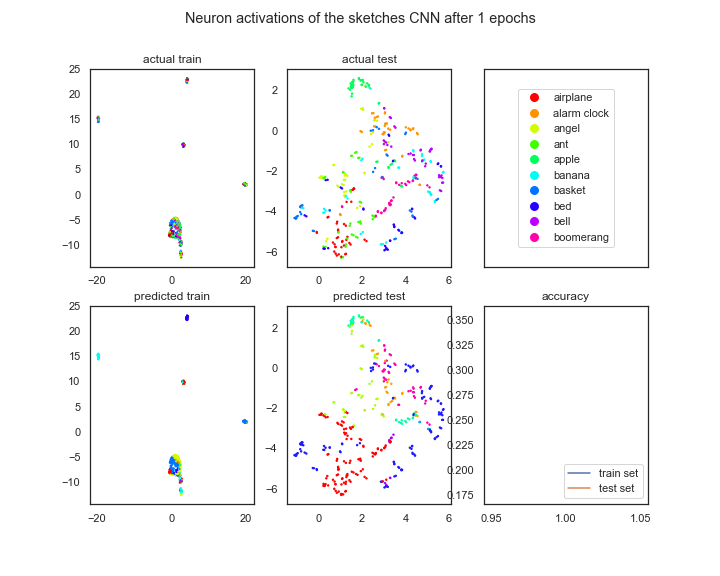 Neuron activations of the sketches CNN after 1 epochs
actual train
25
20
15
10
5
0
−5
−10
−20
0
20
actual test
2
0
−2
−4
−6
0
2
4
6
airplane
alarm clock
angel
ant
apple
banana
basket
bed
bell
boomerang
predicted train
25
20
15
10
5
0
−5
−10
−20
0
20
predicted test
2
0
−2
−4
−6
0
2
4
6
accuracy
0.350
0.325
0.300
0.275
0.250
0.225
0.200
0.175
train set
test set
0.95
1.00
1.05